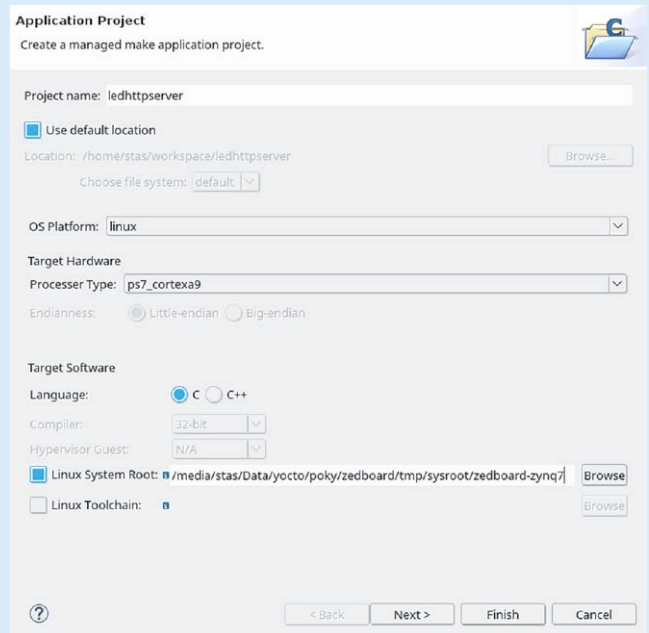 Application Project
Create a managed make application project.
Project name: ledhttpserver
Use default location
Location: /home/stas/workspace/ledhttpserver Browse...
Choose file system: default
OS Platform: linux
Target Hardware
Processer Type: ps7_cortexa9
Endianness: Little-endian Big-endian
Target Software
Language: C C++
Compiler: 32-bit
Hypervisor Guest: N/A
Linux System Root: /media/stas/Data/yocto/poky/zedboard/tmp/sysroot/zedboard-zynq7 Browse
Linux Toolchain: Browse
? < Back Next > Finish Cancel